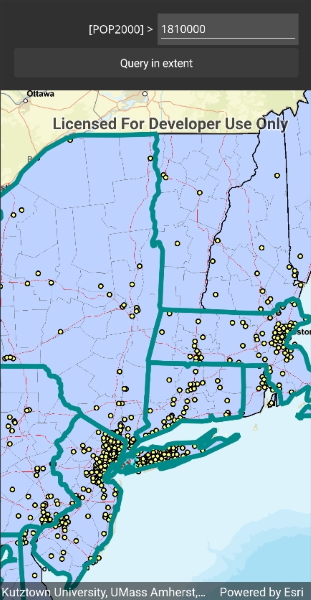 [POP2000] > 1810000
Query in extent
Ottawa
Licensed For Developer Use Only
Kutztown University, UMass Amherst,... Powered by Esri